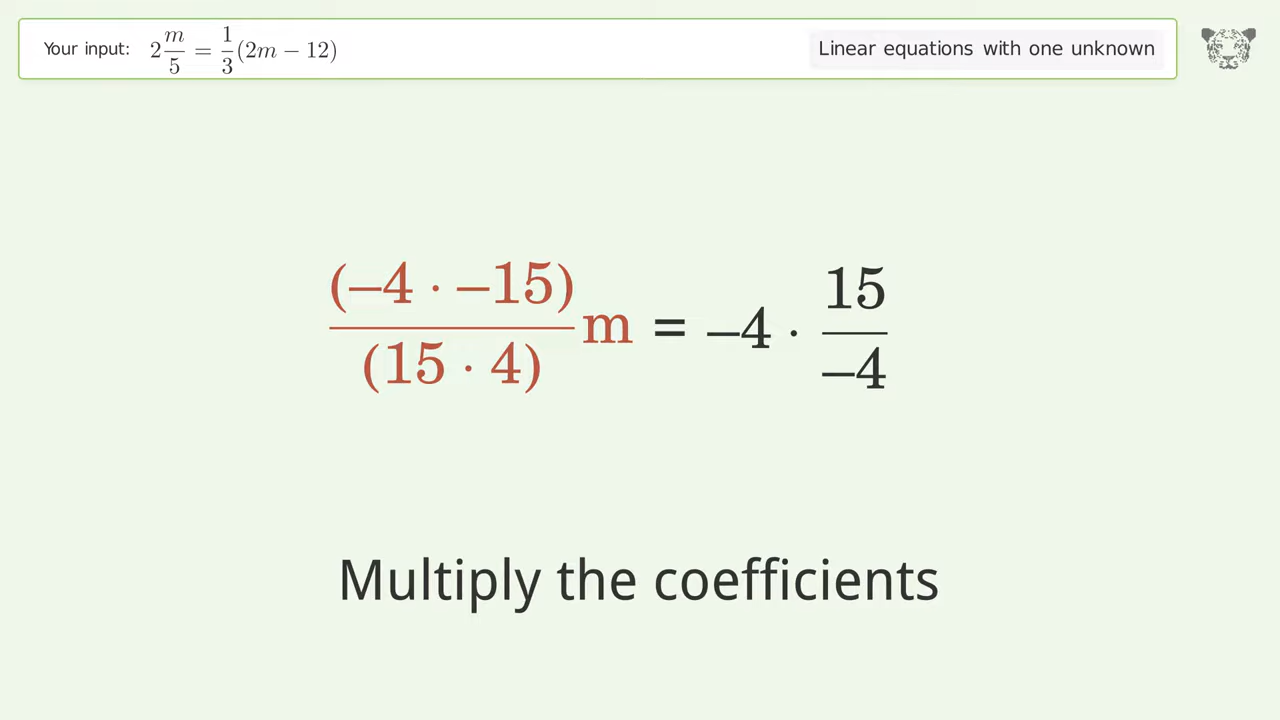 Your input: 2 m/5 = 1/3 (2m − 12)
Linear equations with one unknown
(−4 · −15)/(15 · 4) m = −4 · 15/−4
Multiply the coefficients